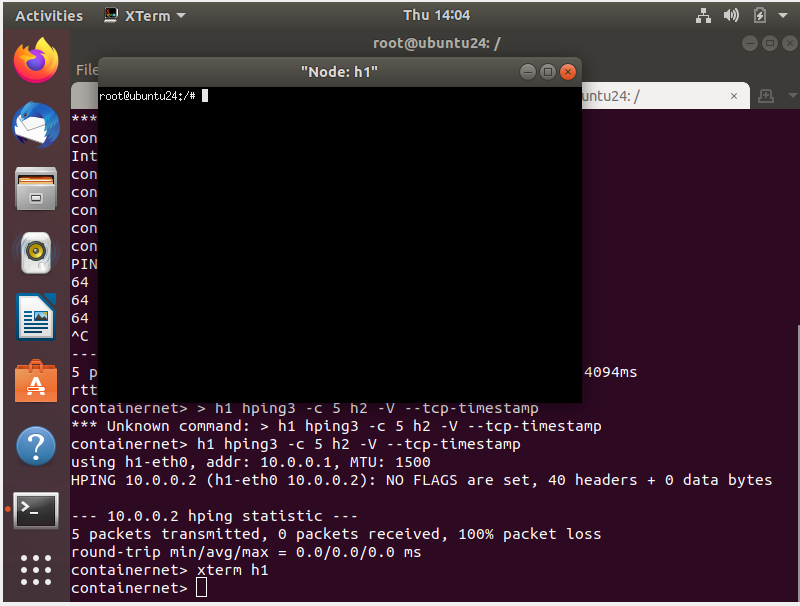 Activities XTerm Thu 14:04
root@ubuntu24: /
File
"Node: h1"
root@ubuntu24:/#
untu24: /
***
con
Int
con
con
con
con
con
PIN
64
64
64
^C
---
5 p 4094ms
rtt
containernet> > h1 hping3 -c 5 h2 -V --tcp-timestamp
*** Unknown command: > h1 hping3 -c 5 h2 -V --tcp-timestamp
containernet> h1 hping3 -c 5 h2 -V --tcp-timestamp
using h1-eth0, addr: 10.0.0.1, MTU: 1500
HPING 10.0.0.2 (h1-eth0 10.0.0.2): NO FLAGS are set, 40 headers + 0 data bytes
--- 10.0.0.2 hping statistic ---
5 packets transmitted, 0 packets received, 100% packet loss
round-trip min/avg/max = 0.0/0.0/0.0 ms
containernet> xterm h1
containernet>